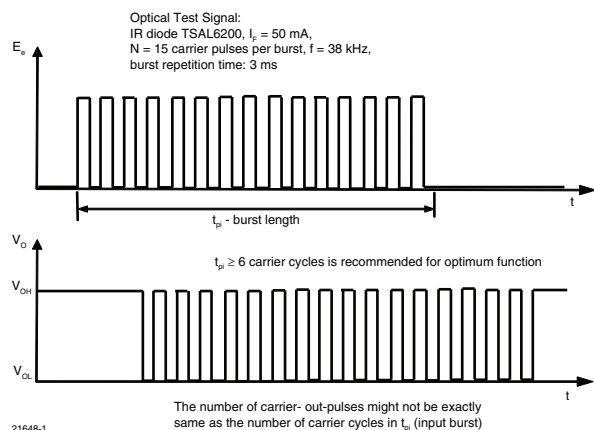 Optical Test Signal:
IR diode TSAL6200, I_F = 50 mA,
N = 15 carrier pulses per burst, f = 38 kHz,
burst repetition time: 3 ms
E_e
t
t_pi - burst length
V_O
t_pi ≥ 6 carrier cycles is recommended for optimum function
V_OH
V_OL
t
The number of carrier- out-pulses might not be exactly
same as the number of carrier cycles in t_pi (input burst)
21648-1